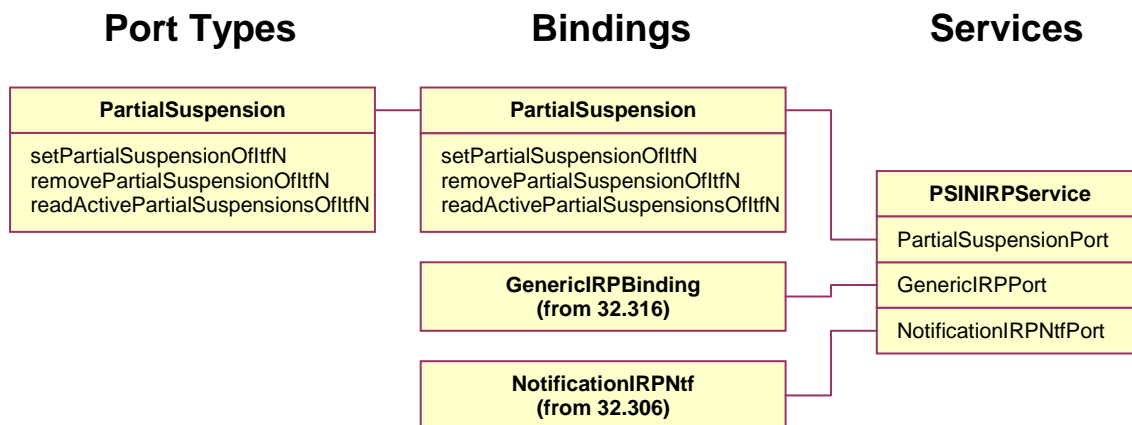 Port Types
Bindings
Services
PartialSuspension
setPartialSuspensionOfItfN
removePartialSuspensionOfItfN
readActivePartialSuspensionsOfItfN
PartialSuspension
setPartialSuspensionOfItfN
removePartialSuspensionOfItfN
readActivePartialSuspensionsOfItfN
GenericIRPBinding
(from 32.316)
NotificationIRPNtf
(from 32.306)
PSINIRPService
PartialSuspensionPort
GenericIRPPort
NotificationIRPNtfPort